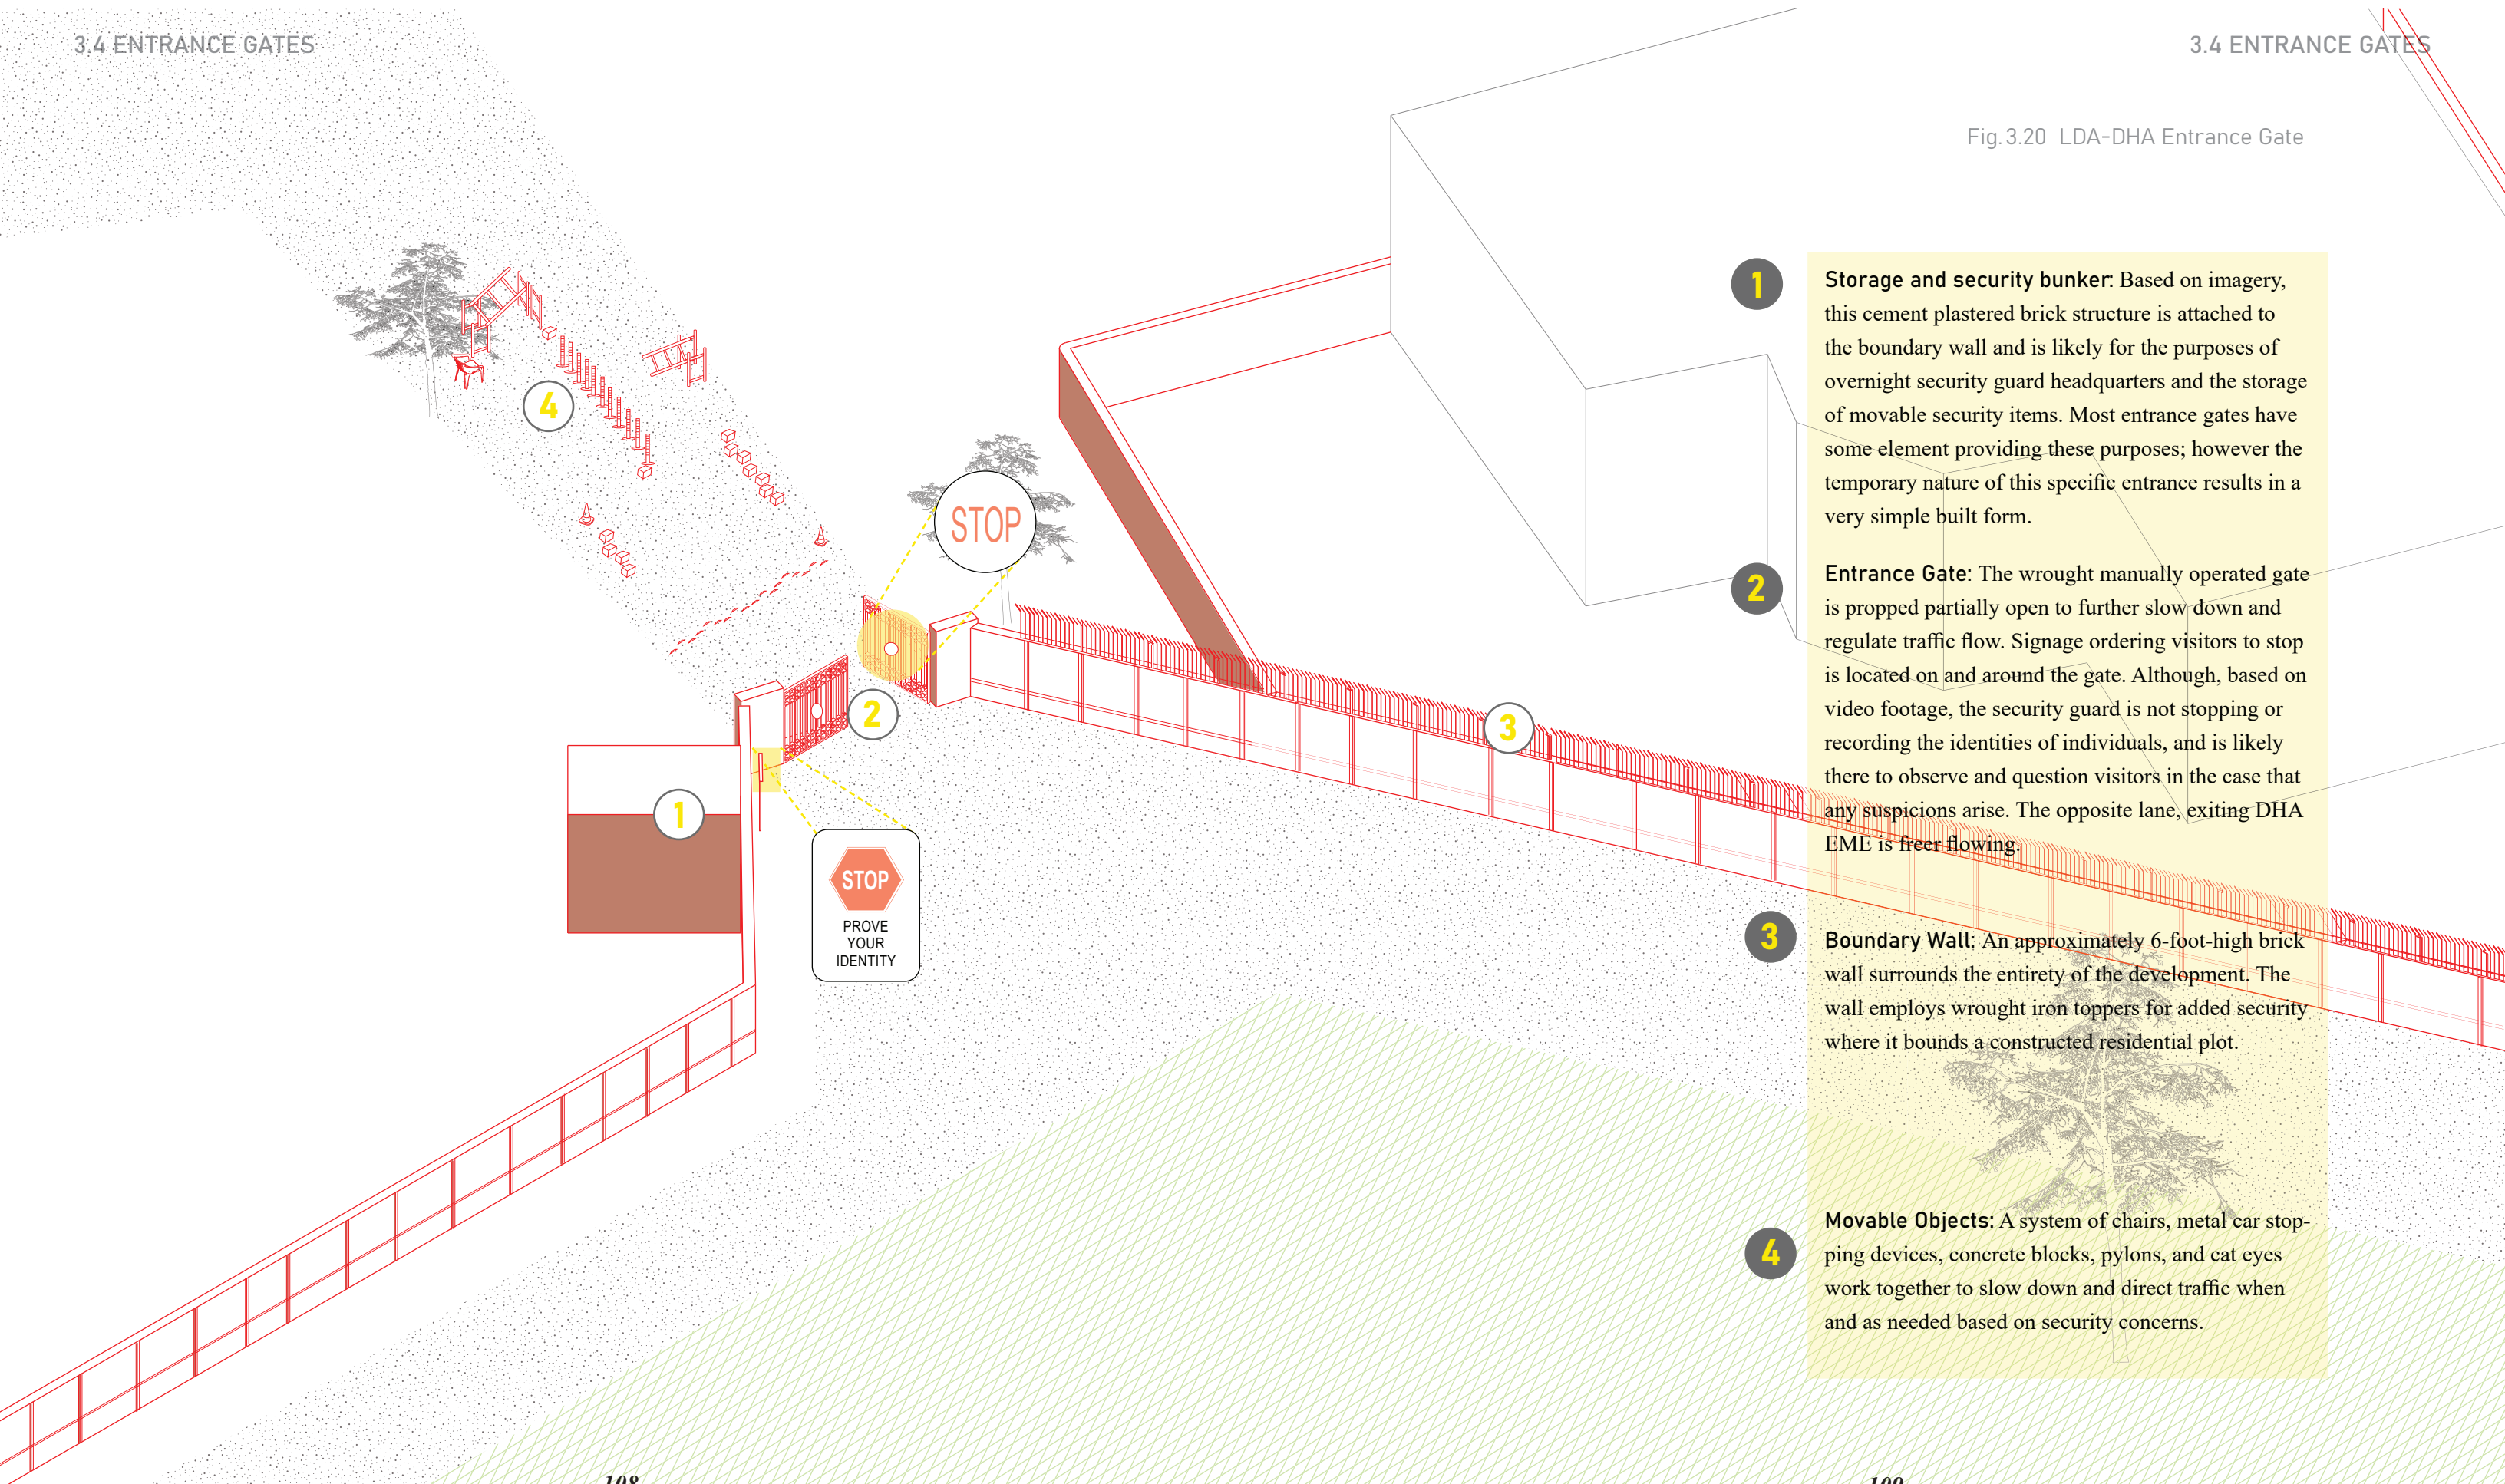 3.4 ENTRANCE GATES
3.4 ENTRANCE GATES
Fig. 3.20 LDA-DHA Entrance Gate
4
STOP
2
3
1
STOP
PROVE
YOUR
IDENTITY
1
Storage and security bunker: Based on imagery,
this cement plastered brick structure is attached to
the boundary wall and is likely for the purposes of
overnight security guard headquarters and the storage
of movable security items. Most entrance gates have
some element providing these purposes; however the
temporary nature of this specific entrance results in a
very simple built form.
2
Entrance Gate: The wrought manually operated gate
is propped partially open to further slow down and
regulate traffic flow. Signage ordering visitors to stop
is located on and around the gate. Although, based on
video footage, the security guard is not stopping or
recording the identities of individuals, and is likely
there to observe and question visitors in the case that
any suspicions arise. The opposite lane, exiting DHA
EME is freer flowing.
3
Boundary Wall: An approximately 6-foot-high brick
wall surrounds the entirety of the development. The
wall employs wrought iron toppers for added security
where it bounds a constructed residential plot.
4
Movable Objects: A system of chairs, metal car stop-
ping devices, concrete blocks, pylons, and cat eyes
work together to slow down and direct traffic when
and as needed based on security concerns.
108
109